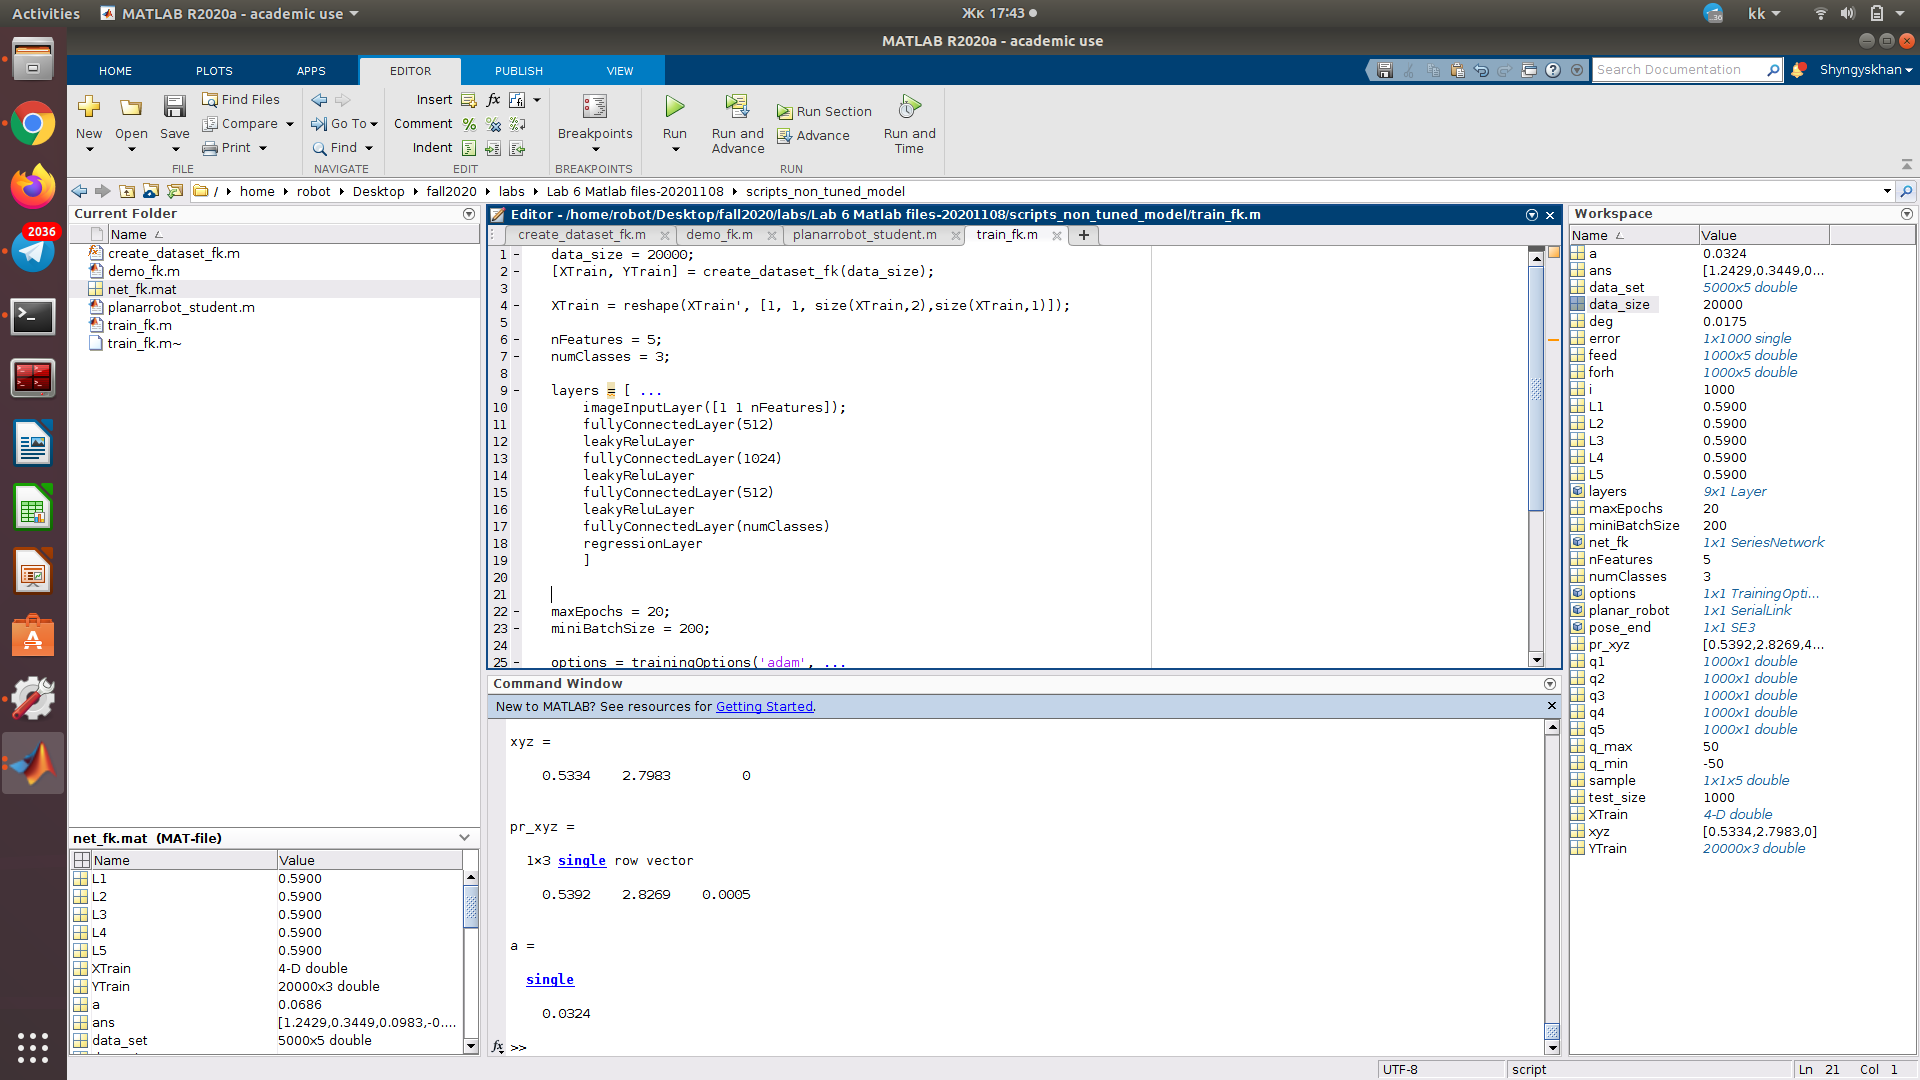 Activities
MATLAB R2020a - academic use
Жк 17:43
36
kk
MATLAB R2020a - academic use
HOME
PLOTS
APPS
EDITOR
PUBLISH
VIEW
Search Documentation
Shyngyskhan
New
Open
Save
Find Files
Compare
Print
FILE
Go To
Find
NAVIGATE
Insert
Comment
Indent
EDIT
Breakpoints
BREAKPOINTS
Run
Run and Advance
Run Section
Advance
Run and Time
RUN
/ home robot Desktop fall2020 labs Lab 6 Matlab files-20201108 scripts_non_tuned_model
2036
Current Folder
Name
create_dataset_fk.m
demo_fk.m
net_fk.mat
planarrobot_student.m
train_fk.m
train_fk.m~
net_fk.mat (MAT-file)
Name Value
L1 0.5900
L2 0.5900
L3 0.5900
L4 0.5900
L5 0.5900
XTrain 4-D double
YTrain 20000x3 double
a 0.0686
ans [1.2429,0.3449,0.0983,-0....
data_set 5000x5 double
Editor - /home/robot/Desktop/fall2020/labs/Lab 6 Matlab files-20201108/scripts_non_tuned_model/train_fk.m
create_dataset_fk.m
demo_fk.m
planarrobot_student.m
train_fk.m
1 - data_size = 20000;
2 - [XTrain, YTrain] = create_dataset_fk(data_size);
3
4 - XTrain = reshape(XTrain', [1, 1, size(XTrain,2),size(XTrain,1)]);
5
6 - nFeatures = 5;
7 - numClasses = 3;
8
9 - layers = [ ...
10 imageInputLayer([1 1 nFeatures]);
11 fullyConnectedLayer(512)
12 leakyReluLayer
13 fullyConnectedLayer(1024)
14 leakyReluLayer
15 fullyConnectedLayer(512)
16 leakyReluLayer
17 fullyConnectedLayer(numClasses)
18 regressionLayer
19 ]
20
21
22 - maxEpochs = 20;
23 - miniBatchSize = 200;
24
25 - options = trainingOptions('adam', ...
Command Window
New to MATLAB? See resources for Getting Started.
xyz =
0.5334 2.7983 0
pr_xyz =
1×3 single row vector
0.5392 2.8269 0.0005
a =
single
0.0324
fx >>
Workspace
Name Value
a 0.0324
ans [1.2429,0.3449,0...
data_set 5000x5 double
data_size 20000
deg 0.0175
error 1x1000 single
feed 1000x5 double
forh 1000x5 double
i 1000
L1 0.5900
L2 0.5900
L3 0.5900
L4 0.5900
L5 0.5900
layers 9x1 Layer
maxEpochs 20
miniBatchSize 200
net_fk 1x1 SeriesNetwork
nFeatures 5
numClasses 3
options 1x1 TrainingOpti...
planar_robot 1x1 SerialLink
pose_end 1x1 SE3
pr_xyz [0.5392,2.8269,4...
q1 1000x1 double
q2 1000x1 double
q3 1000x1 double
q4 1000x1 double
q5 1000x1 double
q_max 50
q_min -50
sample 1x1x5 double
test_size 1000
XTrain 4-D double
xyz [0.5334,2.7983,0]
YTrain 20000x3 double
UTF-8
script
Ln 21 Col 1